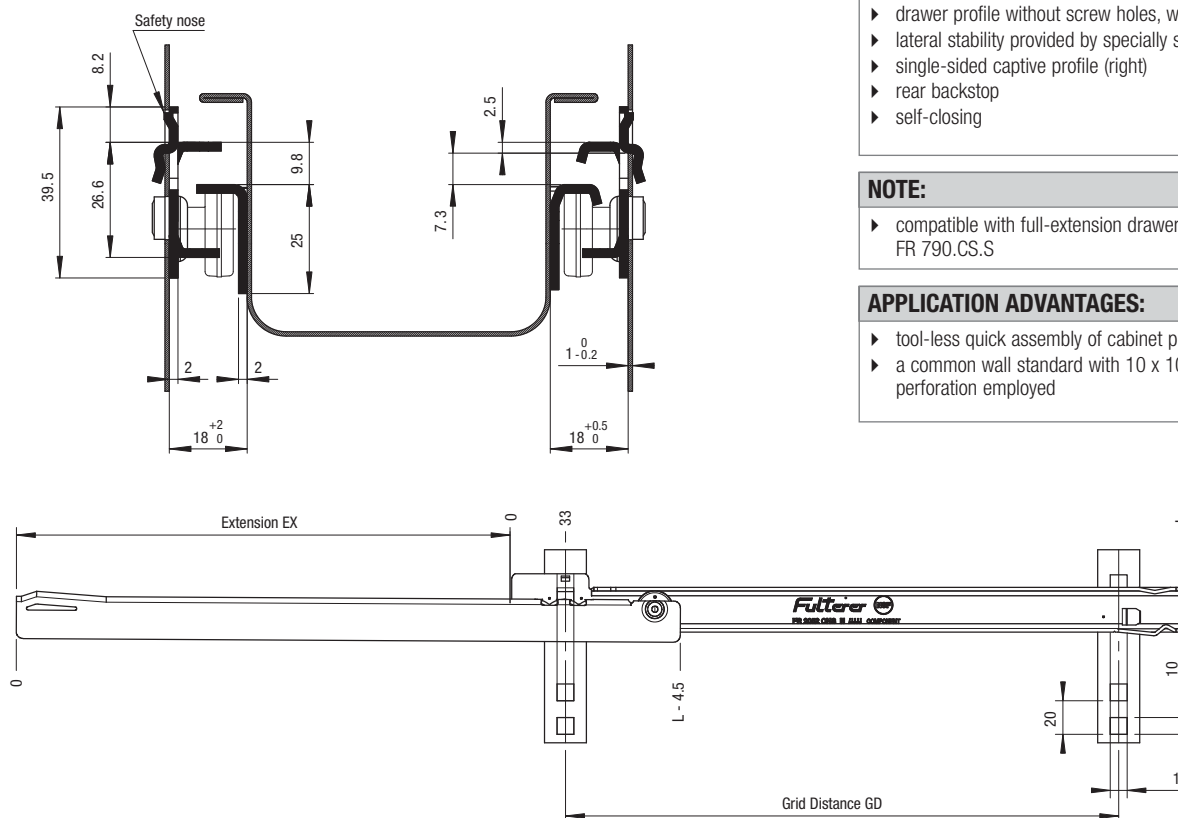 Safety nose
8.2
39.5
26.6
9.8
25
2.5
7.3
2
2
0
1 -0.2
+2
18 0
+0.5
18 0
▶ drawer profile without screw holes, w
▶ lateral stability provided by specially s
▶ single-sided captive profile (right)
▶ rear backstop
▶ self-closing
NOTE:
▶ compatible with full-extension drawer
FR 790.CS.S
APPLICATION ADVANTAGES:
▶ tool-less quick assembly of cabinet p
▶ a common wall standard with 10 x 10
perforation employed
Extension EX
0
33
0
L - 4.5
Fulterer
COMPONENT
20
10
1
Grid Distance GD